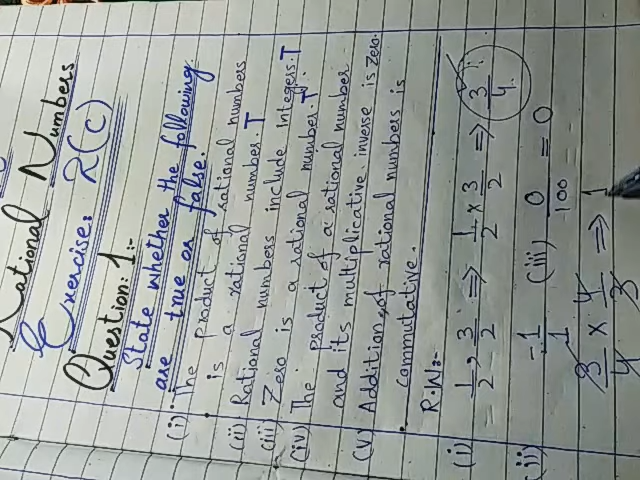 Rational Numbers
Exercise: 2(C)
Question: 1:-
State whether the following
are true or false.
(i). The product of rational numbers
is a rational number. T
(ii) Rational numbers include integers. T
(iii) Zero is a rational number. T
(iv) The product of a rational number
and its multiplicative inverse is zero.
(v) Addition of rational numbers is
commutative.
R.W:-
(i) 1/2, 3/2 ⇒ 1/2 × 3/2 ⇒ 3/4
(ii) -1/1 (iii) 0/100 = 0
3/4 × 4/3 ⇒ 1